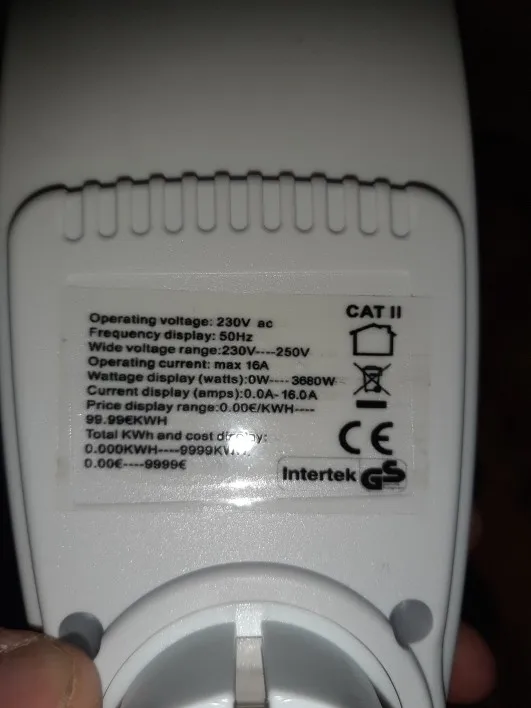 Operating voltage: 230V ac
Frequency display: 50Hz
Wide voltage range:230V----250V
Operating current: max 16A
Wattage display (watts):0W----3680W
Current display (amps):0.0A-16.0A
Price display range:0.00€/KWH----
99.99€KWH
Total KWh and cost display:
0.000KWH----9999KWH
0.00€----9999€
CAT II
CE
Intertek GS